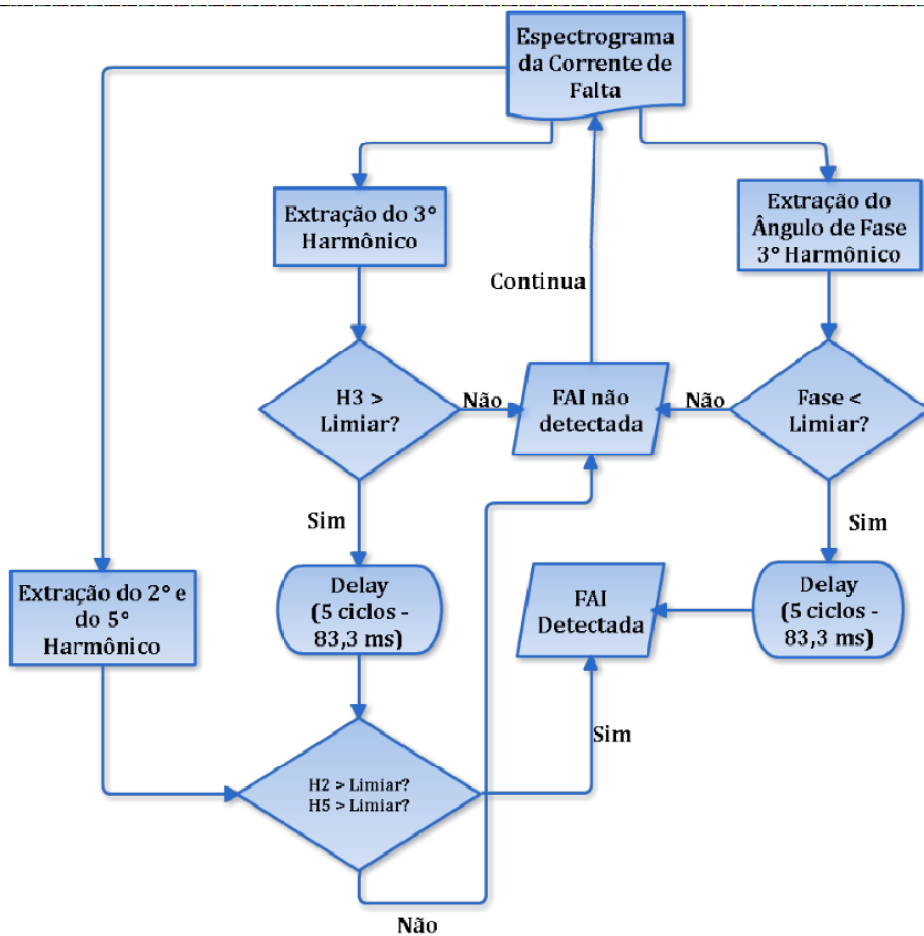 Espectrograma
da Corrente de
Falta
Extração do 3°
Harmônico
Extração do
Ângulo de Fase
3° Harmônico
Continua
H3 >
Limiar?
Não
FAI não
detectada
Não
Fase <
Limiar?
Sim
Sim
Extração do 2° e
do 5°
Harmônico
Delay
(5 ciclos -
83,3 ms)
FAI
Detectada
Delay
(5 ciclos -
83,3 ms)
Sim
H2 > Limiar?
H5 > Limiar?
Não